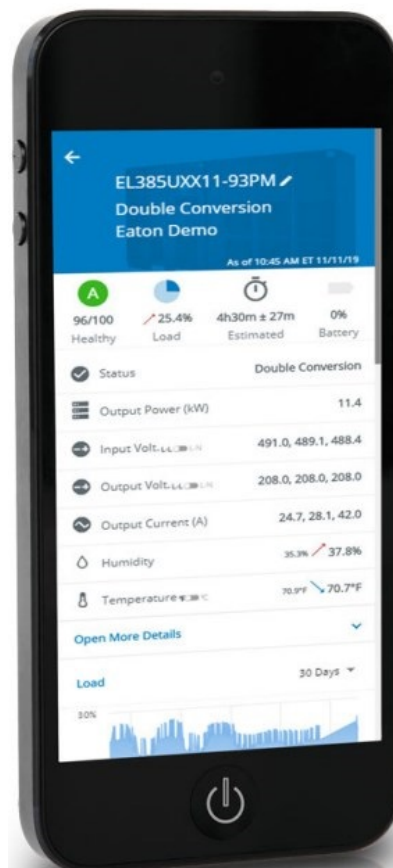 EL385UXX11-93PM
Double Conversion
Eaton Demo
As of 10:45 AM ET 11/11/19
A
96/100 25.4% 4h30m ± 27m 0%
Healthy Load Estimated Battery
Status Double Conversion
Output Power (kW) 11.4
Input Volt. L-L L-N 491.0, 489.1, 488.4
Output Volt. L-L L-N 208.0, 208.0, 208.0
Output Current (A) 24.7, 28.1, 42.0
Humidity 35.3% 37.8%
Temperature °F °C 70.9°F 70.7°F
Open More Details
Load 30 Days
30%